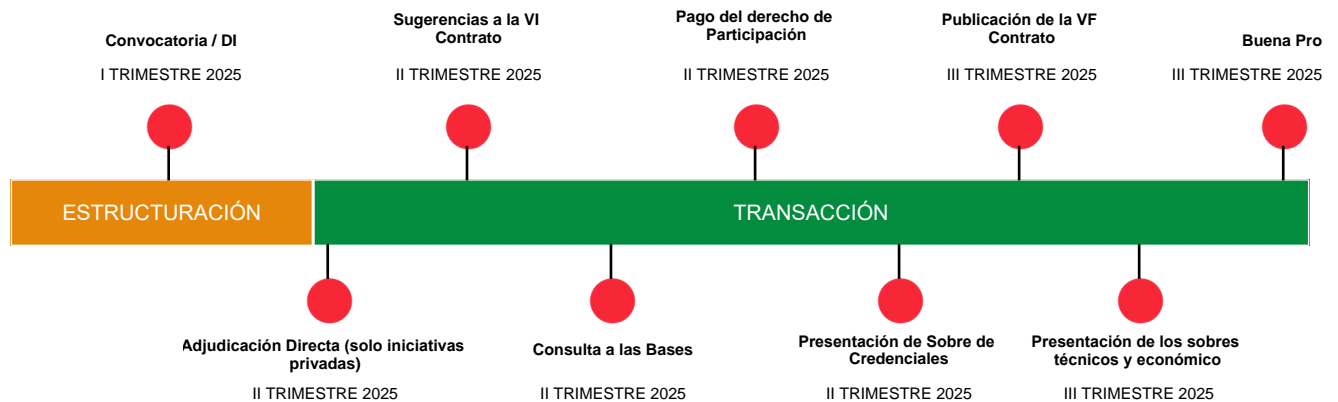 Convocatoria / DI
I TRIMESTRE 2025
Sugerencias a la VI
Contrato
II TRIMESTRE 2025
Pago del derecho de
Participación
II TRIMESTRE 2025
Publicación de la VF
Contrato
III TRIMESTRE 2025
Buena Pro
III TRIMESTRE 2025
ESTRUCTURACIÓN
TRANSACCIÓN
Adjudicación Directa (solo iniciativas
privadas)
II TRIMESTRE 2025
Consulta a las Bases
II TRIMESTRE 2025
Presentación de Sobre de
Credenciales
II TRIMESTRE 2025
Presentación de los sobres
técnicos y económico
III TRIMESTRE 2025